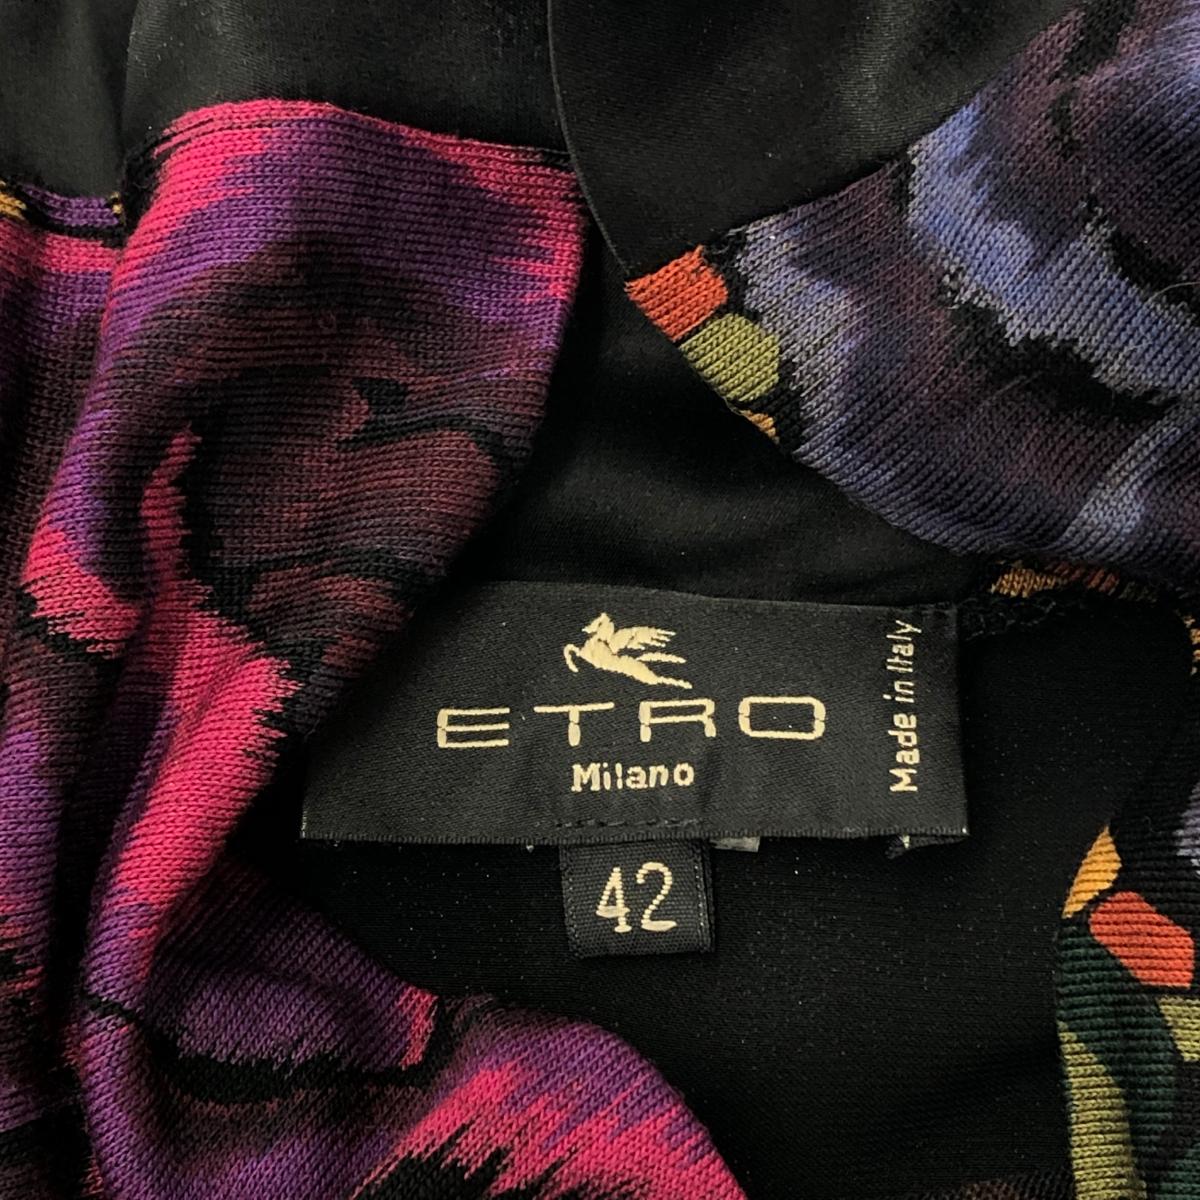 ETRO
Milano
Made in Italy
42